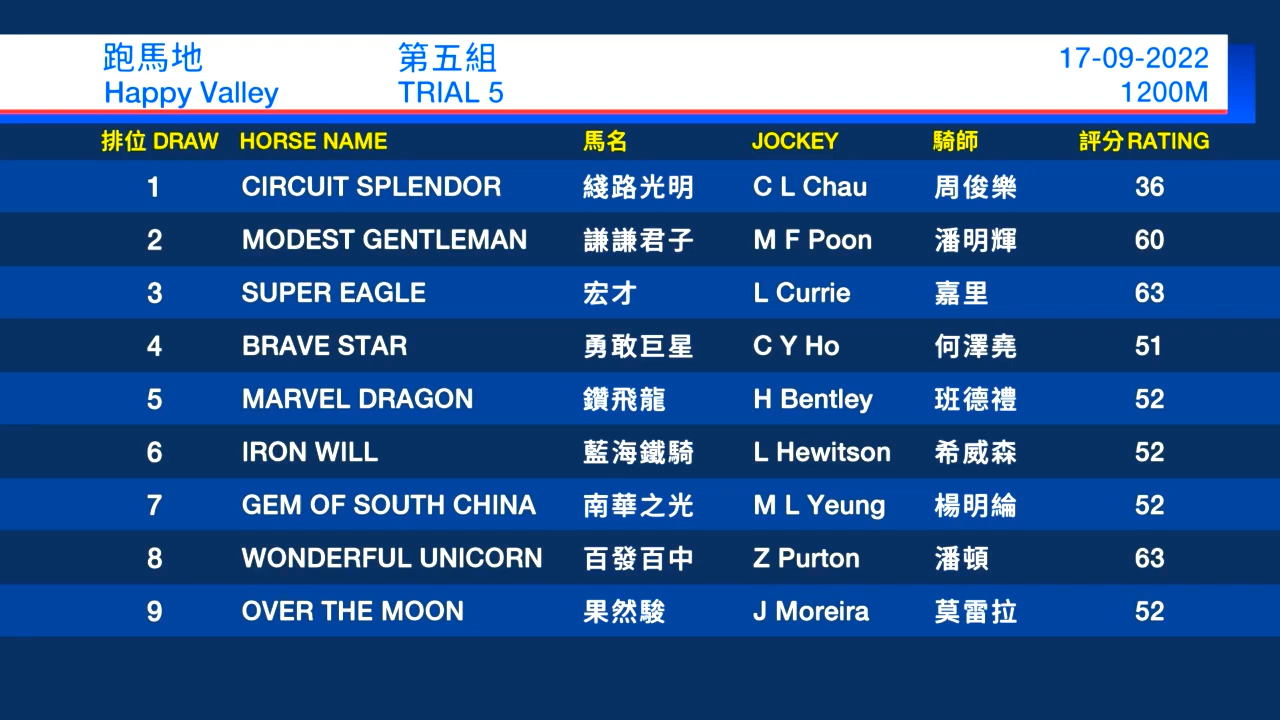 跑馬地 第五組 17-09-2022
Happy Valley TRIAL 5 1200M
排位 DRAW HORSE NAME 馬名 JOCKEY 騎師 評分 RATING
1 CIRCUIT SPLENDOR 綫路光明 C L Chau 周俊樂 36
2 MODEST GENTLEMAN 謙謙君子 M F Poon 潘明輝 60
3 SUPER EAGLE 宏才 L Currie 嘉里 63
4 BRAVE STAR 勇敢巨星 C Y Ho 何澤堯 51
5 MARVEL DRAGON 鑽飛龍 H Bentley 班德禮 52
6 IRON WILL 藍海鐵騎 L Hewitson 希威森 52
7 GEM OF SOUTH CHINA 南華之光 M L Yeung 楊明綸 52
8 WONDERFUL UNICORN 百發百中 Z Purton 潘頓 63
9 OVER THE MOON 果然駿 J Moreira 莫雷拉 52